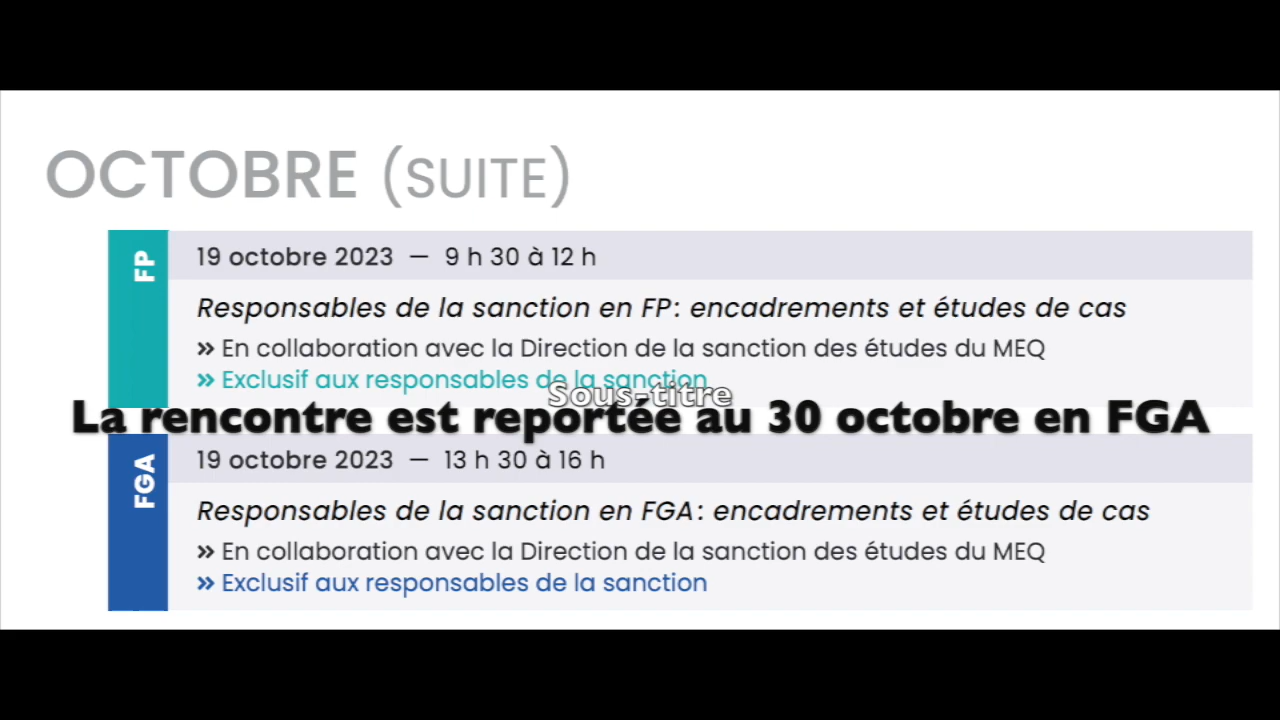 OCTOBRE (SUITE)
FP
19 octobre 2023 — 9 h 30 à 12 h
Responsables de la sanction en FP : encadrements et études de cas
» En collaboration avec la Direction de la sanction des études du MEQ
» Exclusif aux responsables de la sanction
Sous-titre
La rencontre est reportée au 30 octobre en FGA
FGA
19 octobre 2023 — 13 h 30 à 16 h
Responsables de la sanction en FGA : encadrements et études de cas
» En collaboration avec la Direction de la sanction des études du MEQ
» Exclusif aux responsables de la sanction